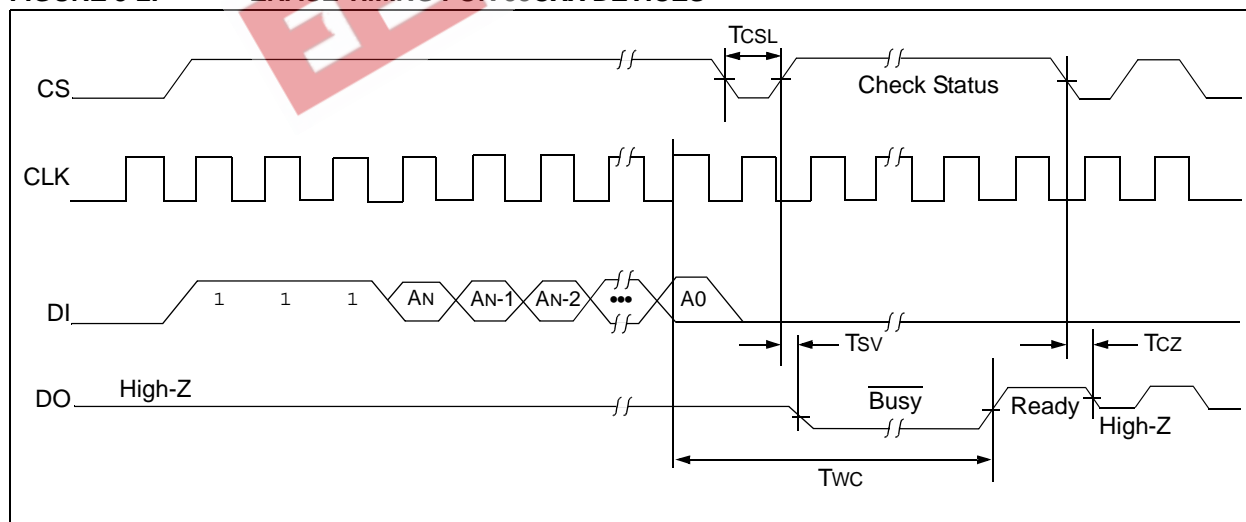 TCSL
CS
Check Status
CLK
DI
1 1 1 AN AN-1 AN-2 ••• A0
TSV
TCZ
DO
High-Z
Busy
Ready
High-Z
TWC